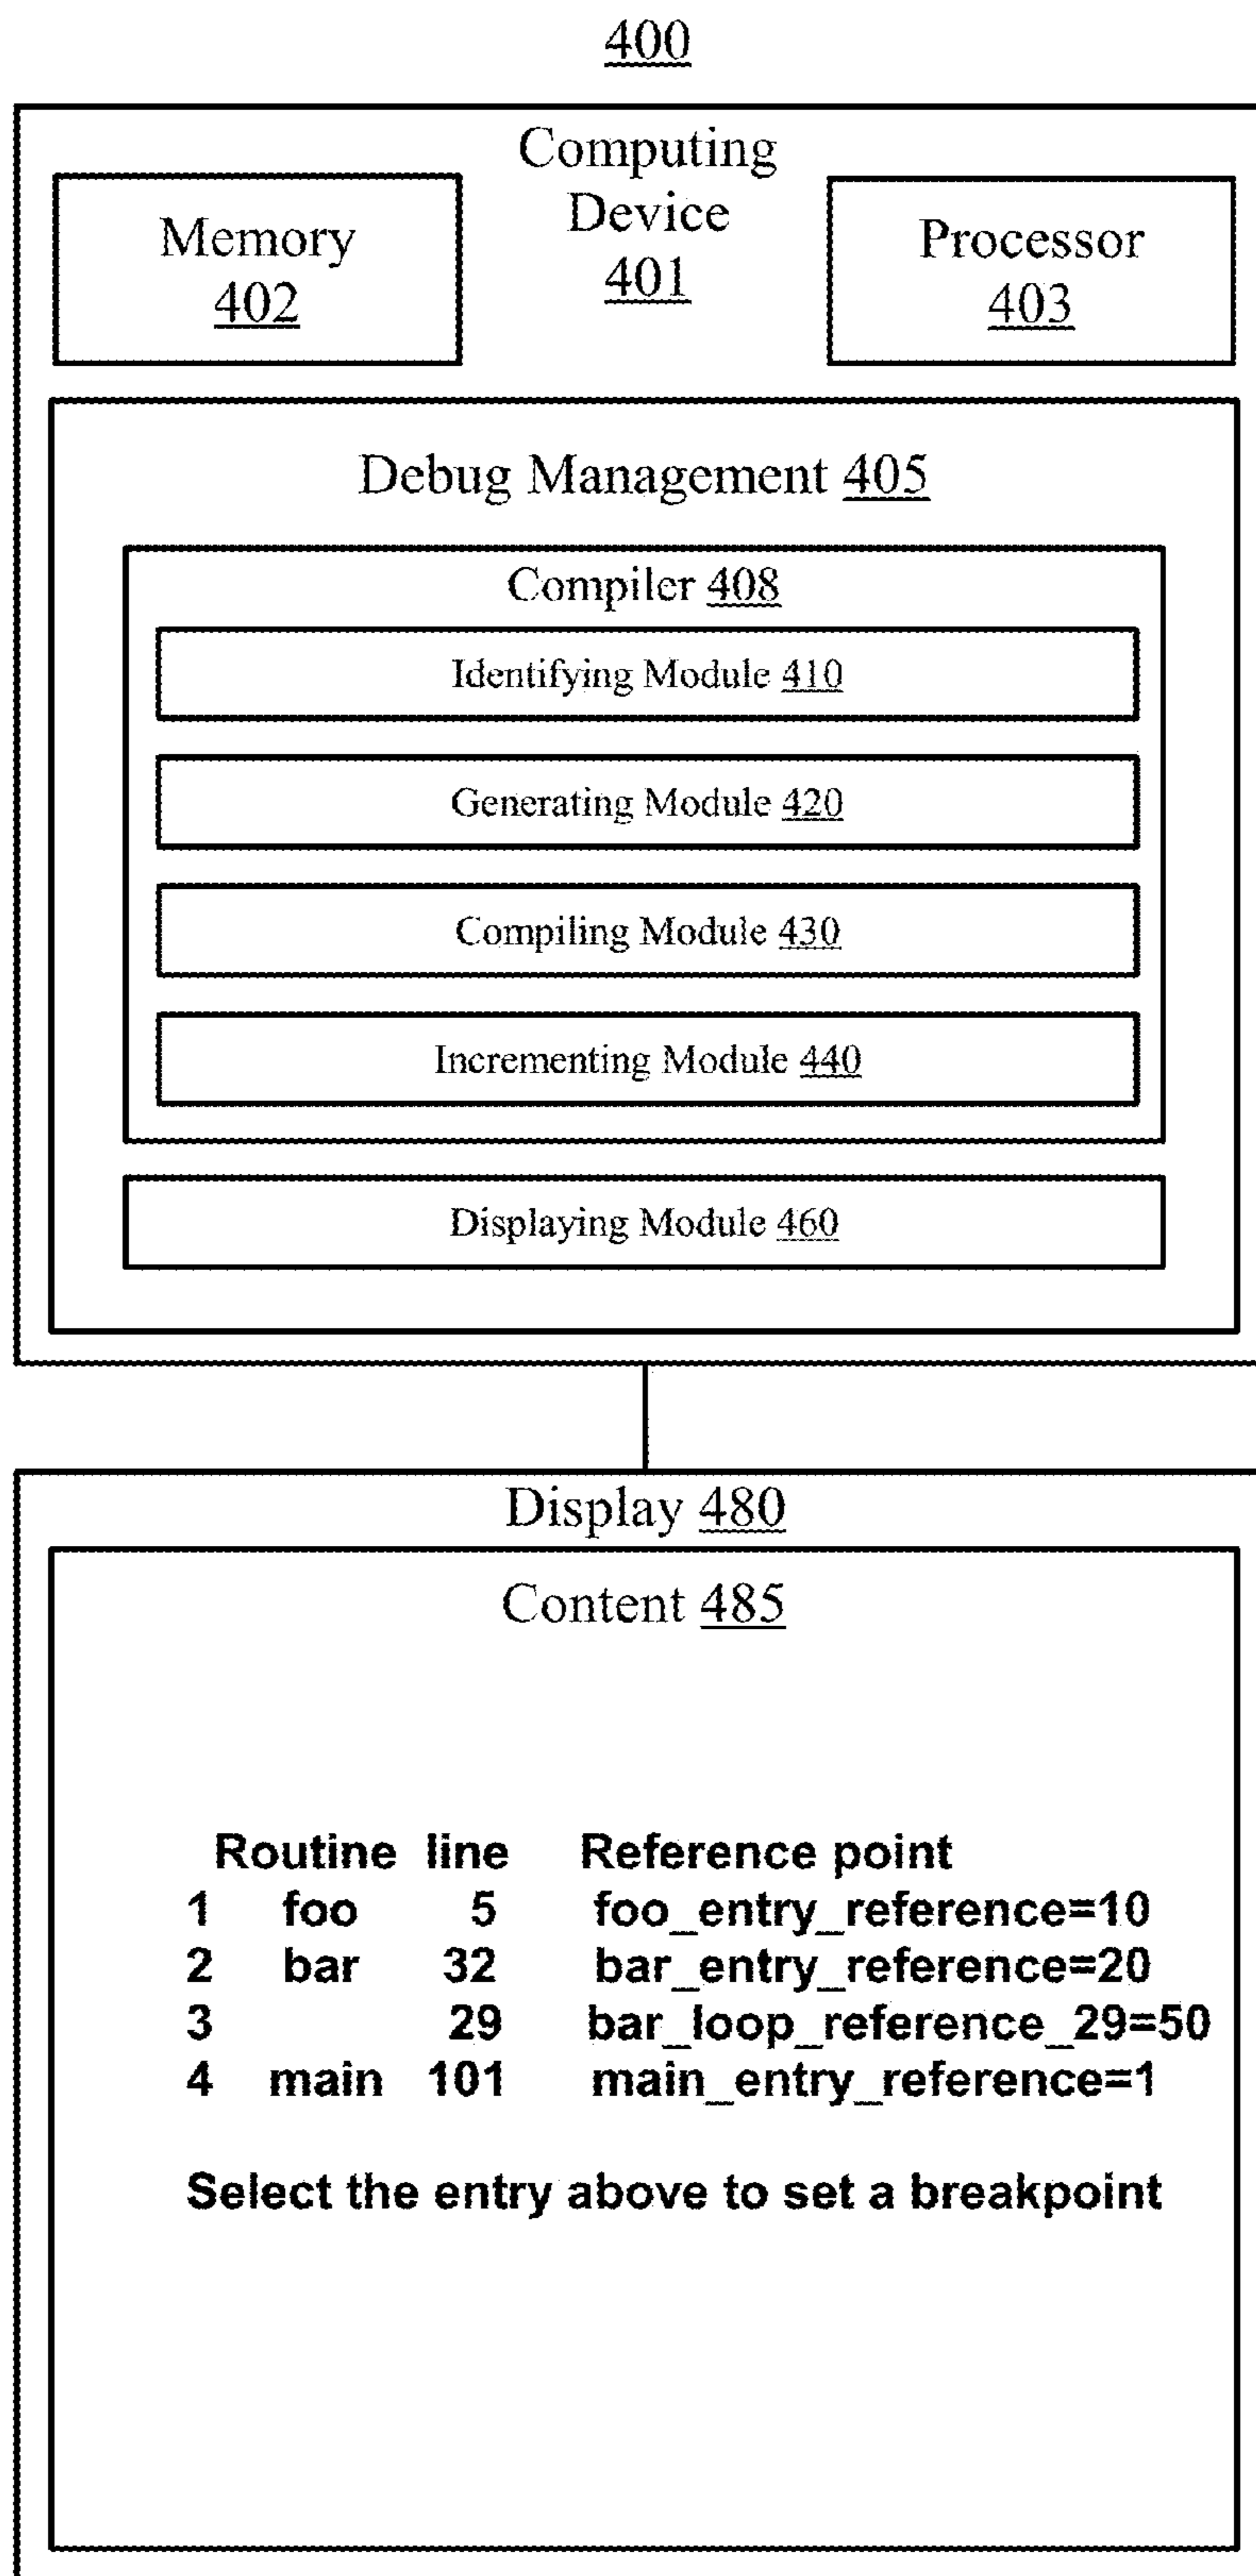 400
Computing
Device
401
Memory
402
Processor
403
Debug Management 405
Compiler 408
Identifying Module 410
Generating Module 420
Compiling Module 430
Incrementing Module 440
Displaying Module 460
Display 480
Content 485
Routine line Reference point
1 foo 5 foo_entry_reference=10
2 bar 32 bar_entry_reference=20
3 29 bar_loop_reference_29=50
4 main 101 main_entry_reference=1
Select the entry above to set a breakpoint